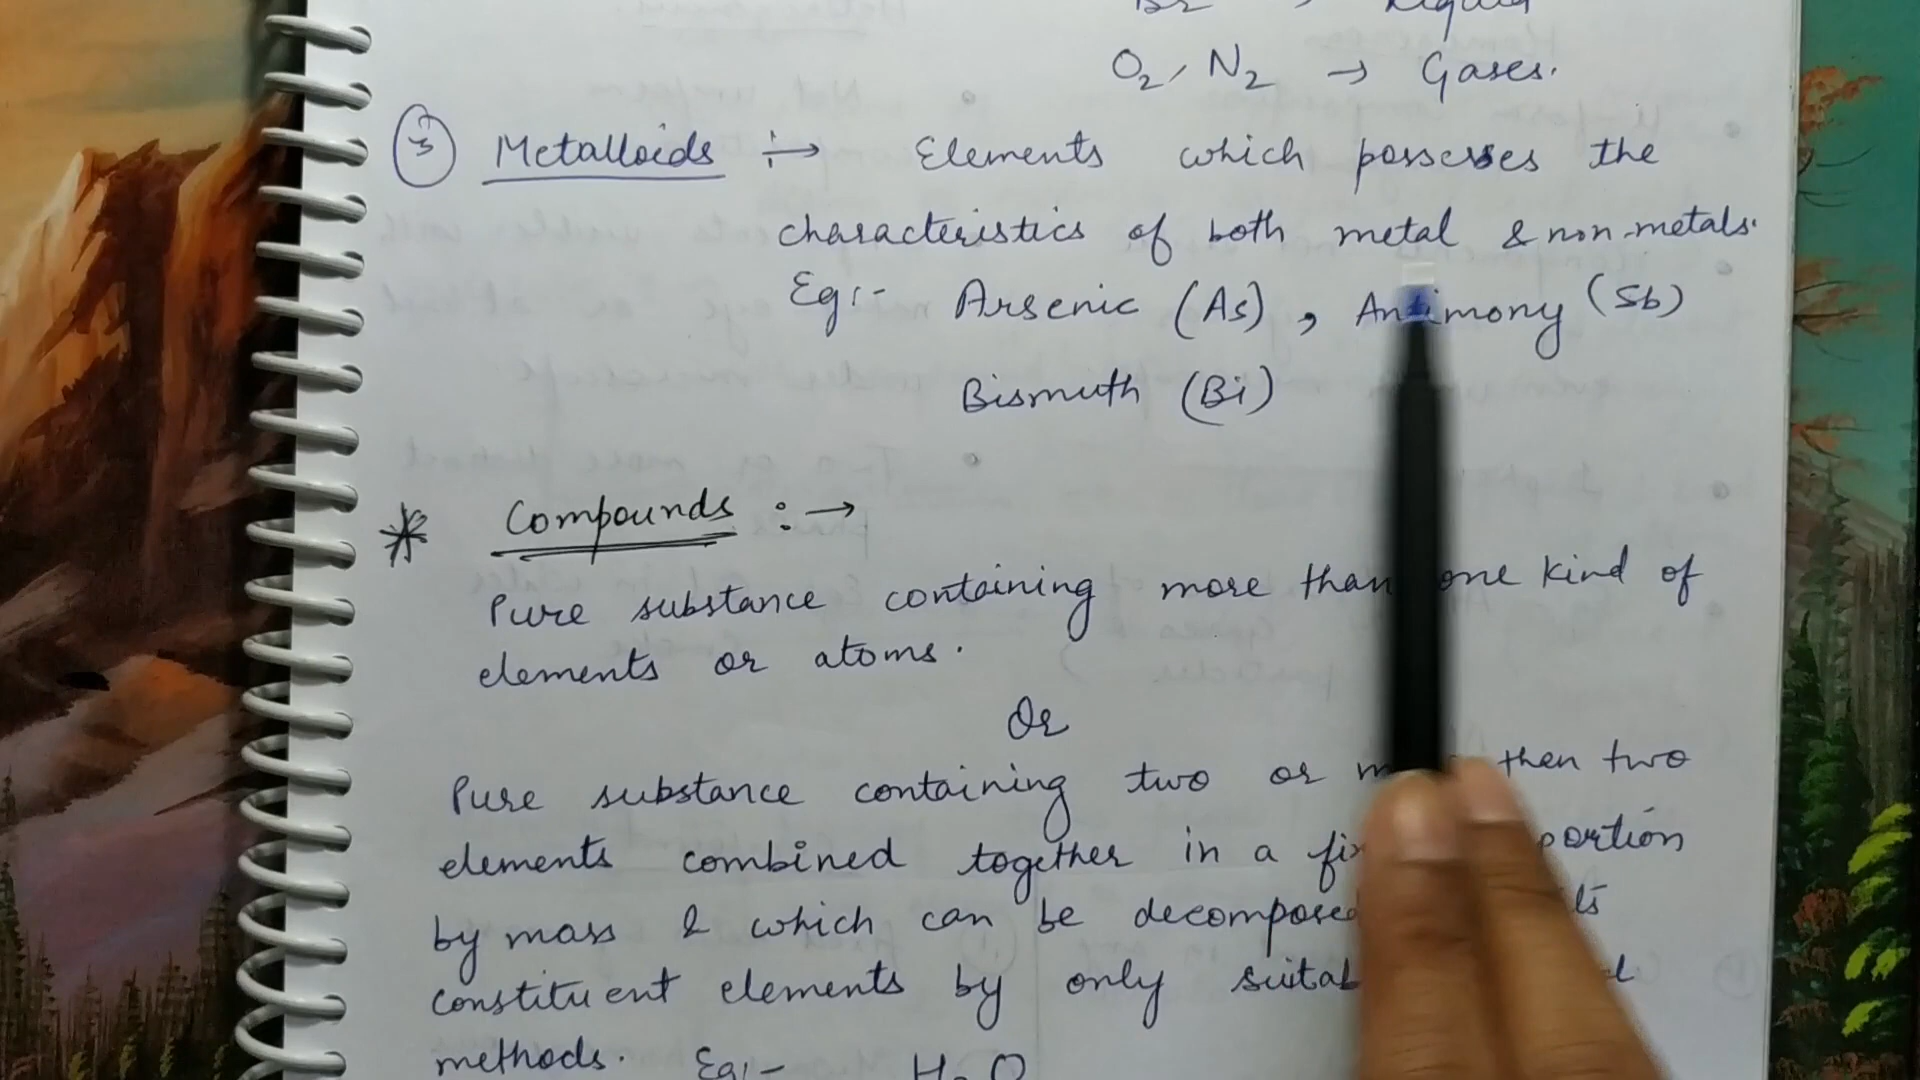 → Liquid
O₂, N₂ → Gases.
③ Metalloids :→ Elements which possesses the
characteristics of both metal & non-metals.
Eg:- Arsenic (As), Antimony (Sb)
Bismuth (Bi)
* Compounds :→
Pure substance containing more than one kind of
elements or atoms.
Or
Pure substance containing two or then two
elements combined together in a
by mass & which can be
constituent elements by only
methods. Eg:- H₂O